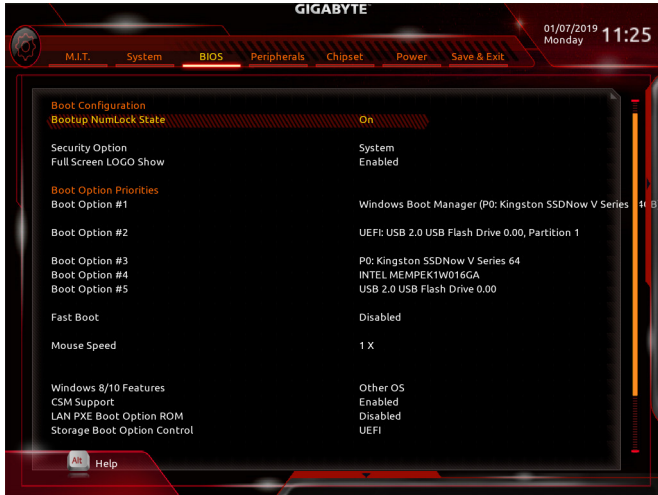 GIGABYTE™
01/07/2019 11:25
Monday
M.I.T. System BIOS Peripherals Chipset Power Save & Exit
Boot Configuration
Bootup NumLock State On
Security Option System
Full Screen LOGO Show Enabled
Boot Option Priorities
Boot Option #1 Windows Boot Manager (P0: Kingston SSDNow V Series
Boot Option #2 UEFI: USB 2.0 USB Flash Drive 0.00, Partition 1
Boot Option #3 P0: Kingston SSDNow V Series 64
Boot Option #4 INTEL MEMPEK1W016GA
Boot Option #5 USB 2.0 USB Flash Drive 0.00
Fast Boot Disabled
Mouse Speed 1 X
Windows 8/10 Features Other OS
CSM Support Enabled
LAN PXE Boot Option ROM Disabled
Storage Boot Option Control UEFI
Alt Help